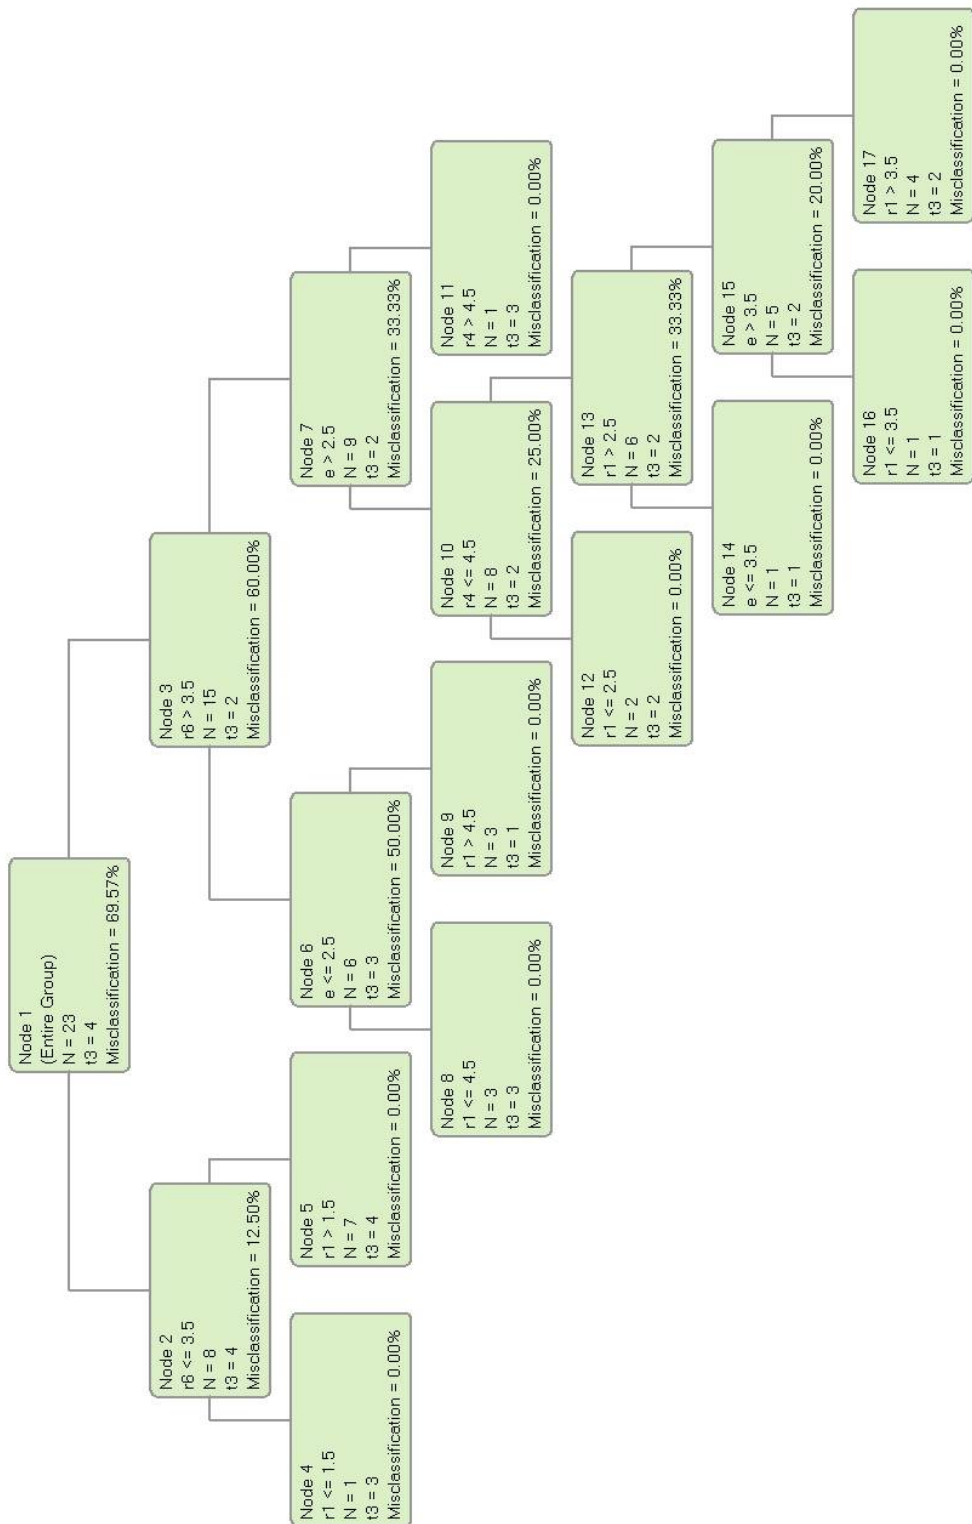 Node 1
(Entire Group)
N = 23
t3 = 4
Misclassification = 69.57%
Node 2
r6 <= 3.5
N = 8
t3 = 4
Misclassification = 12.50%
Node 3
r6 > 3.5
N = 15
t3 = 2
Misclassification = 60.00%
Node 4
r1 <= 1.5
N = 1
t3 = 3
Misclassification = 0.00%
Node 5
r1 > 1.5
N = 7
t3 = 4
Misclassification = 0.00%
Node 6
e <= 2.5
N = 6
t3 = 3
Misclassification = 50.00%
Node 7
e > 2.5
N = 9
t3 = 2
Misclassification = 33.33%
Node 8
r1 <= 4.5
N = 3
t3 = 3
Misclassification = 0.00%
Node 9
r1 > 4.5
N = 3
t3 = 1
Misclassification = 0.00%
Node 10
r4 <= 4.5
N = 8
t3 = 2
Misclassification = 25.00%
Node 11
r4 > 4.5
N = 1
t3 = 3
Misclassification = 0.00%
Node 12
r1 <= 2.5
N = 2
t3 = 2
Misclassification = 0.00%
Node 13
r1 > 2.5
N = 6
t3 = 2
Misclassification = 33.33%
Node 14
e <= 3.5
N = 1
t3 = 1
Misclassification = 0.00%
Node 15
e > 3.5
N = 5
t3 = 2
Misclassification = 20.00%
Node 16
r1 <= 3.5
N = 1
t3 = 1
Misclassification = 0.00%
Node 17
r1 > 3.5
N = 4
t3 = 2
Misclassification = 0.00%